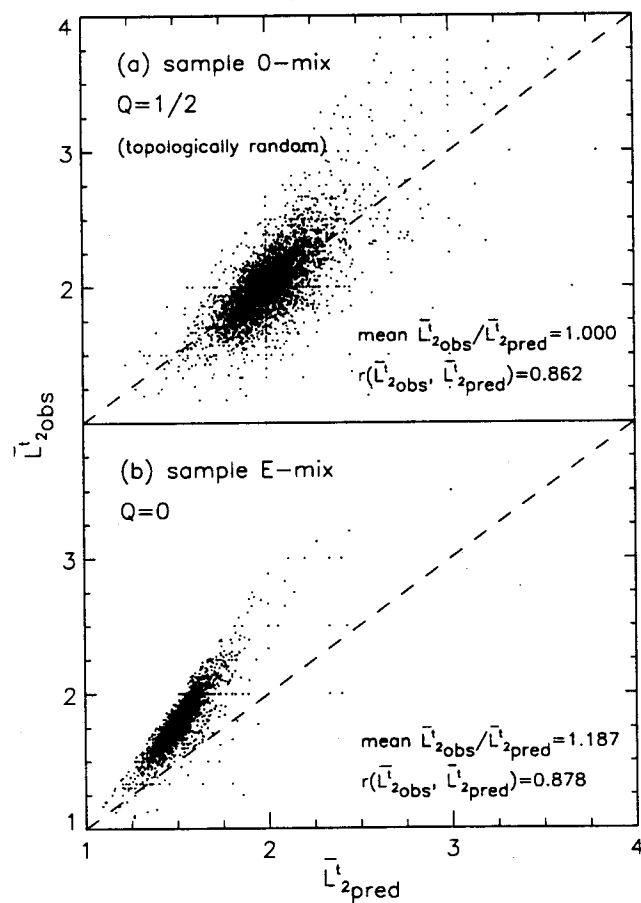 4
(a) sample O-mix
Q=1/2
(topologically random)
3
2
mean L̄ᵗ₂obs/L̄ᵗ₂pred=1.000
r(L̄ᵗ₂obs, L̄ᵗ₂pred)=0.862
L̄ᵗ₂obs
(b) sample E-mix
Q=0
3
2
mean L̄ᵗ₂obs/L̄ᵗ₂pred=1.187
r(L̄ᵗ₂obs, L̄ᵗ₂pred)=0.878
1
1 2 3 4
L̄ᵗ₂pred